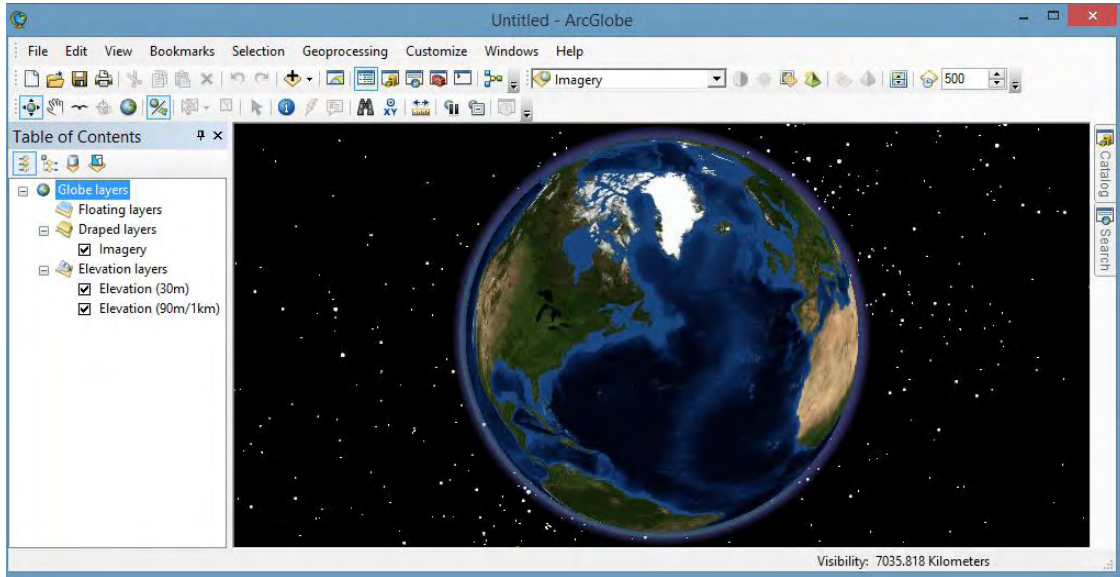 Untitled - ArcGlobe
File Edit View Bookmarks Selection Geoprocessing Customize Windows Help
Imagery 500
Table of Contents
Globe layers
Floating layers
Draped layers
Imagery
Elevation layers
Elevation (30m)
Elevation (90m/1km)
Catalog
Search
Visibility: 7035.818 Kilometers